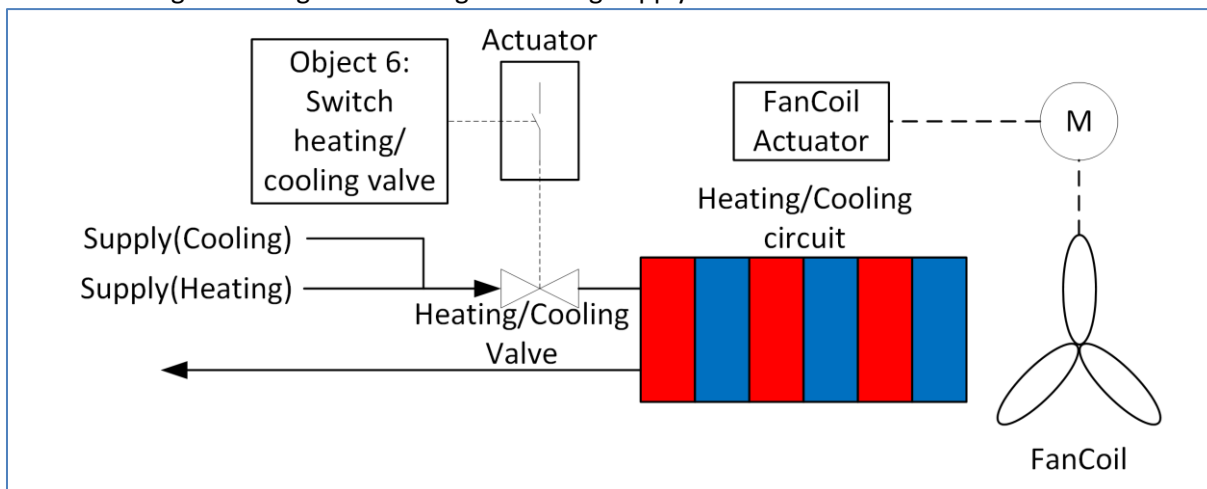 Object 6:
Switch
heating/
cooling valve
Actuator
FanCoil
Actuator
M
Heating/Cooling
circuit
Supply(Cooling)
Supply(Heating)
Heating/Cooling
Valve
FanCoil